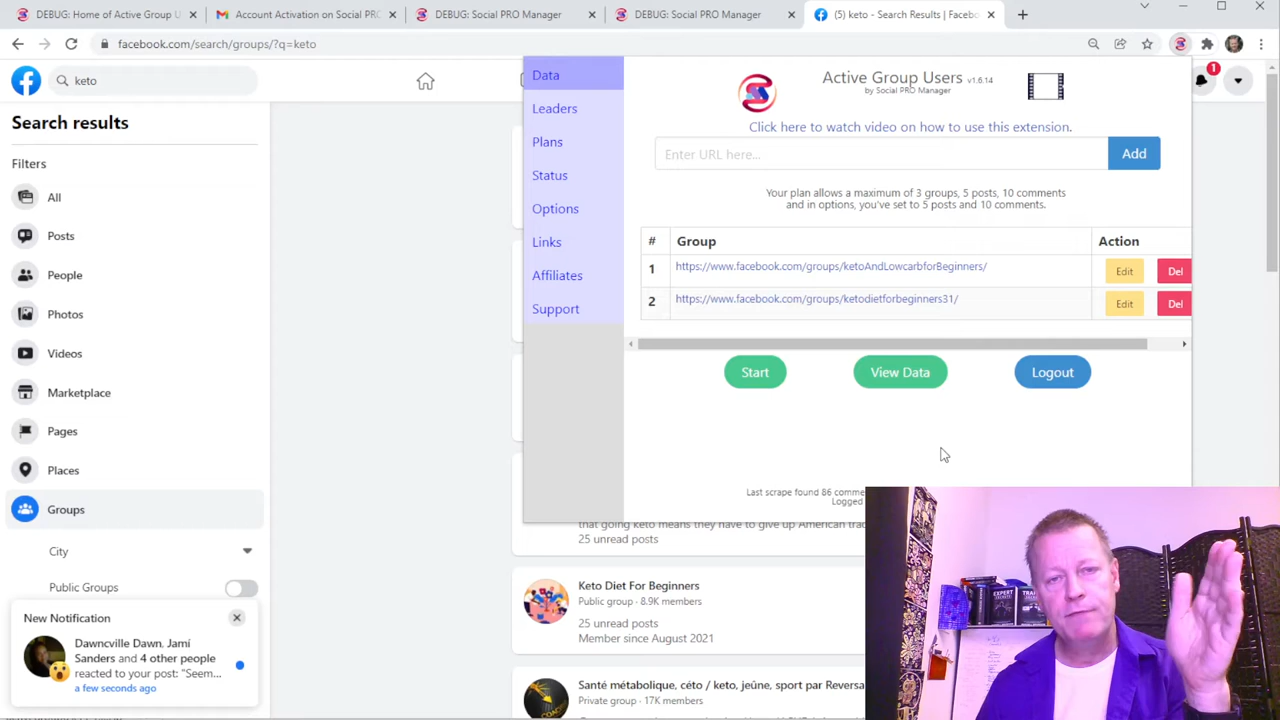 DEBUG: Home of Active Group U
Account Activation on Social PRO
DEBUG: Social PRO Manager
DEBUG: Social PRO Manager
(5) keto - Search Results | Faceb
facebook.com/search/groups/?q=keto
keto
1
Search results
Filters
All
Posts
People
Photos
Videos
Marketplace
Pages
Places
Groups
City
Public Groups
New Notification
Dawncville Dawn, Jamí
Sanders and 4 other people
reacted to your post: "Seem...
a few seconds ago
Data
Leaders
Plans
Status
Options
Links
Affiliates
Support
Active Group Users v1.6.14
by Social PRO Manager
Click here to watch video on how to use this extension.
Enter URL here...
Add
Your plan allows a maximum of 3 groups, 5 posts, 10 comments
and in options, you've set to 5 posts and 10 comments.
# Group Action
1 https://www.facebook.com/groups/ketoAndLowcarbforBeginners/ Edit Del
2 https://www.facebook.com/groups/ketodietforbeginners31/ Edit Del
Start
View Data
Logout
Last scrape found 86 comme
Logged
that going keto means they have to give up American trad
25 unread posts
Keto Diet For Beginners
Public group · 8.9K members
25 unread posts
Member since August 2021
Santé métabolique, céto / keto, jeûne, sport par Reversa
Private group · 17K members
EXPERT
SECRETS